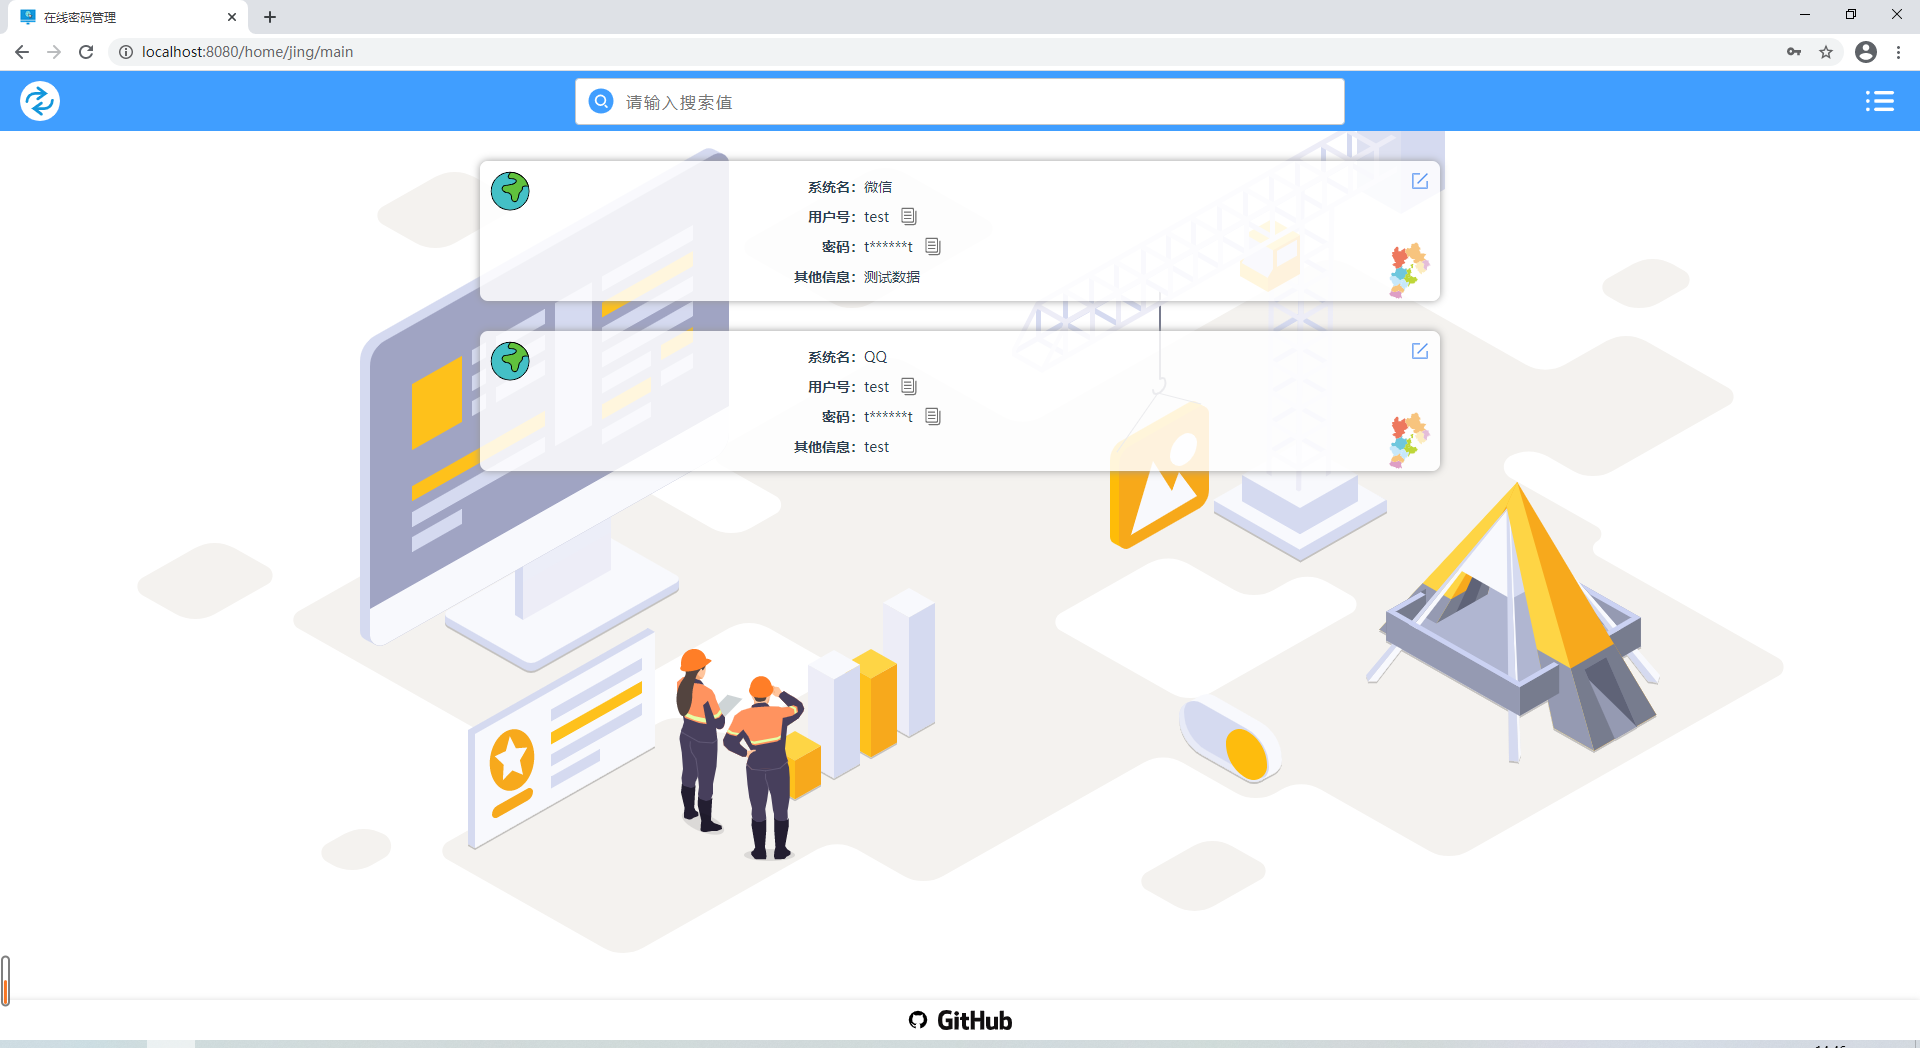 在线密码管理
localhost:8080/home/jing/main
请输入搜索值
系统名：微信
用户号：test
密码：t******t
其他信息：测试数据
系统名：QQ
用户号：test
密码：t******t
其他信息：test
GitHub